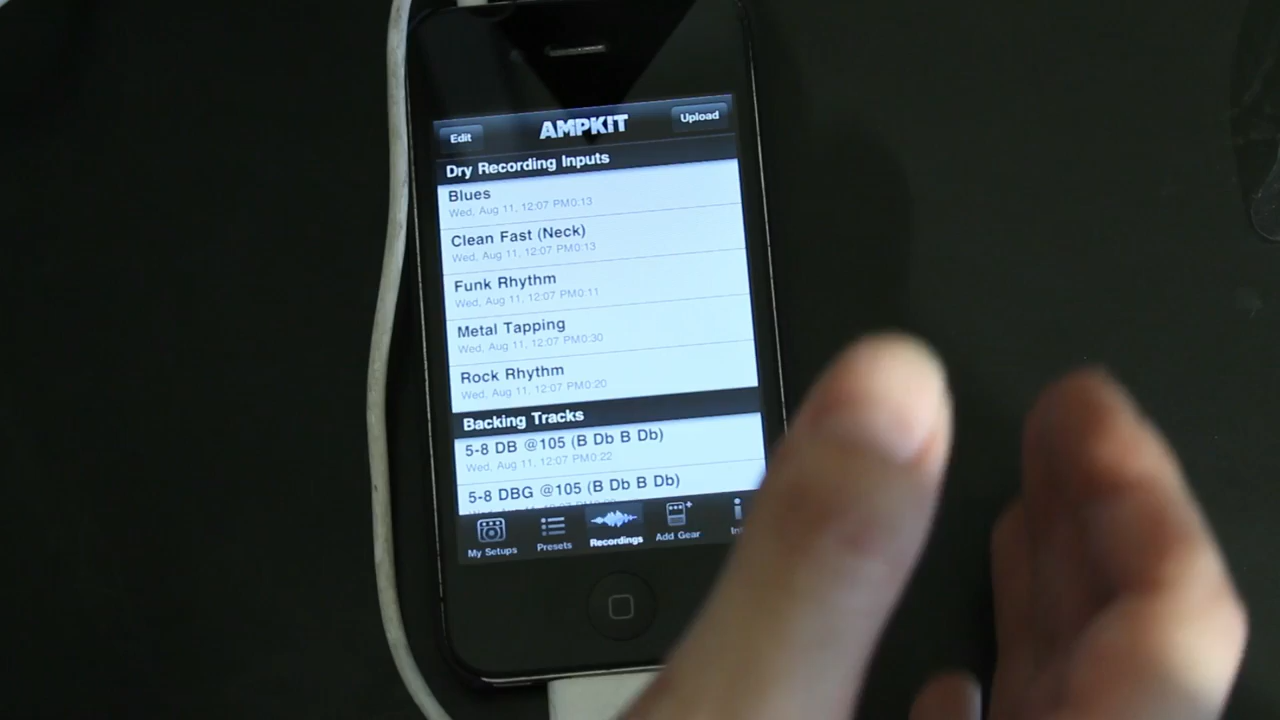 Edit
AMPKIT
Upload
Dry Recording Inputs
Blues
Wed, Aug 11, 12:07 PM0:13
Clean Fast (Neck)
Wed, Aug 11, 12:07 PM0:13
Funk Rhythm
Wed, Aug 11, 12:07 PM0:11
Metal Tapping
Wed, Aug 11, 12:07 PM0:30
Rock Rhythm
Wed, Aug 11, 12:07 PM0:20
Backing Tracks
5-8 DB @105 (B Db B Db)
Wed, Aug 11, 12:07 PM0:22
5-8 DBG @105 (B Db B Db)
My Setups
Presets
Recordings
Add Gear